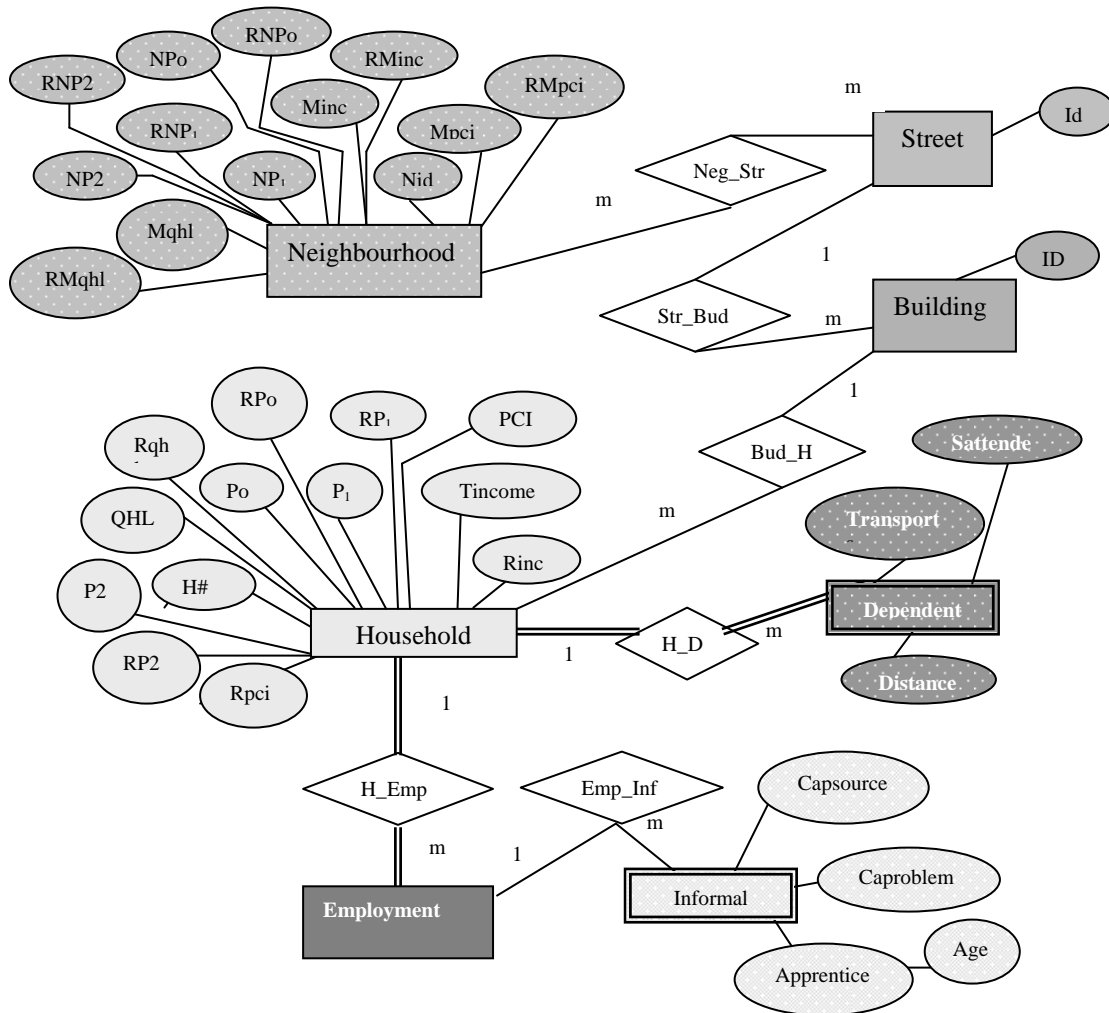 RNPo
NPo
RMinc
RNP2
RMpci
Minc
RNP₁
Mpci
NP2
NP₁
Nid
Mqhl
RMqhl
Neighbourhood
m
Street
Id
Neg_Str
m
1
ID
Building
Str_Bud
m
1
RPo
RP₁
PCI
Rqh
Sattende
Bud_H
Po
P₁
Tincome
QHL
m
Transport
Rinc
P2
H#
Household
Dependent
1
H_D
m
RP2
Rpci
Distance
1
H_Emp
Emp_Inf
Capsource
m
1
m
Caproblem
Employment
Informal
Age
Apprentice